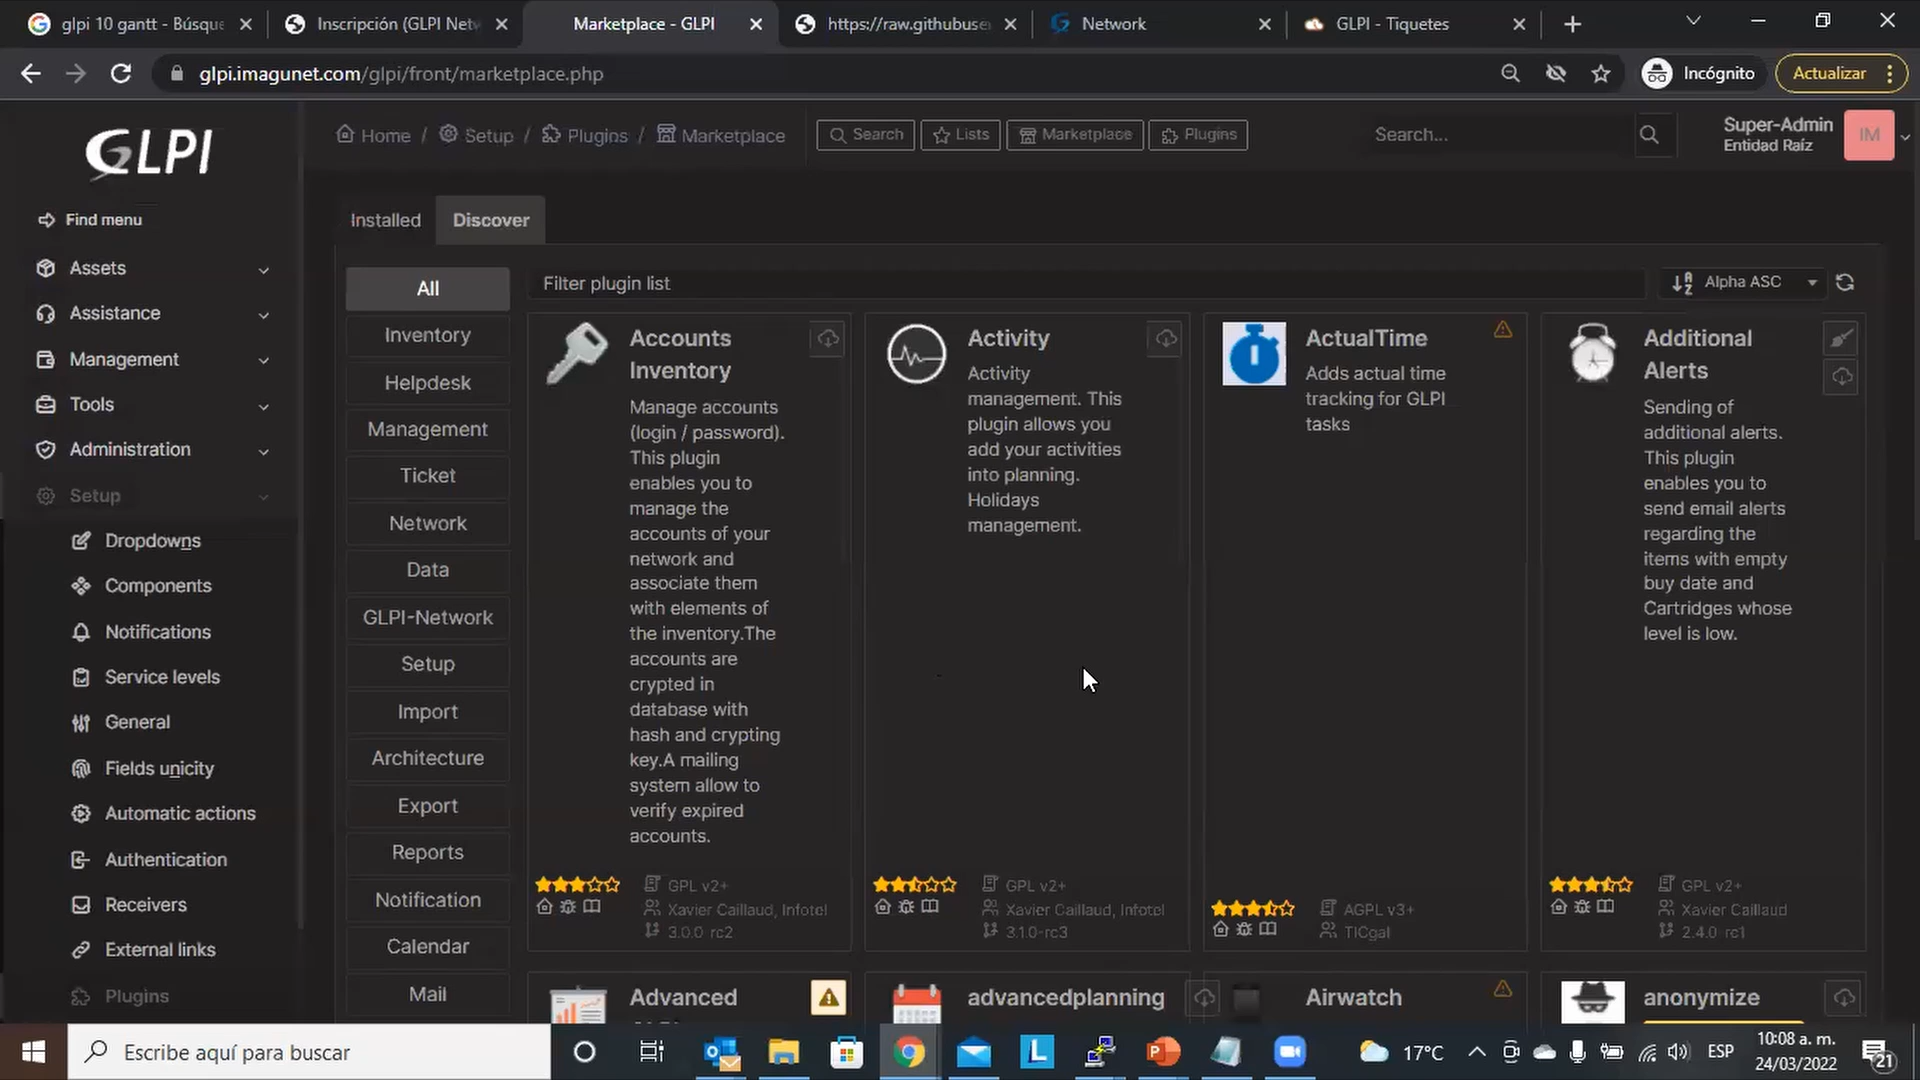 glpi 10 gantt - Búsque
Inscripción (GLPI Netw
Marketplace - GLPI
https://raw.githubuse
Network
GLPI - Tiquetes
glpi.imagunet.com/glpi/front/marketplace.php
Incógnito
Actualizar
GLPI
Home / Setup / Plugins / Marketplace
Search
Lists
Marketplace
Plugins
Search...
Super-Admin
Entidad Raíz
IM
Find menu
Assets
Assistance
Management
Tools
Administration
Setup
Dropdowns
Components
Notifications
Service levels
General
Fields unicity
Automatic actions
Authentication
Receivers
External links
Plugins
Installed
Discover
All
Inventory
Helpdesk
Management
Ticket
Network
Data
GLPI-Network
Setup
Import
Architecture
Export
Reports
Notification
Calendar
Mail
Filter plugin list
Alpha ASC
Accounts
Inventory
Manage accounts
(login / password).
This plugin
enables you to
manage the
accounts of your
network and
associate them
with elements of
the inventory.The
accounts are
crypted in
database with
hash and crypting
key.A mailing
system allow to
verify expired
accounts.
GPL v2+
Xavier Caillaud, Infotel
3.0.0-rc2
Activity
Activity
management. This
plugin allows you
add your activities
into planning.
Holidays
management.
GPL v2+
Xavier Caillaud, Infotel
3.1.0-rc3
ActualTime
Adds actual time
tracking for GLPI
tasks
AGPL v3+
TICgal
Additional
Alerts
Sending of
additional alerts.
This plugin
enables you to
send email alerts
regarding the
items with empty
buy date and
Cartridges whose
level is low.
GPL v2+
Xavier Caillaud
2.4.0-rc1
Advanced
advancedplanning
Airwatch
anonymize
Escribe aquí para buscar
L
17°C
ESP
10:08 a. m.
24/03/2022
21